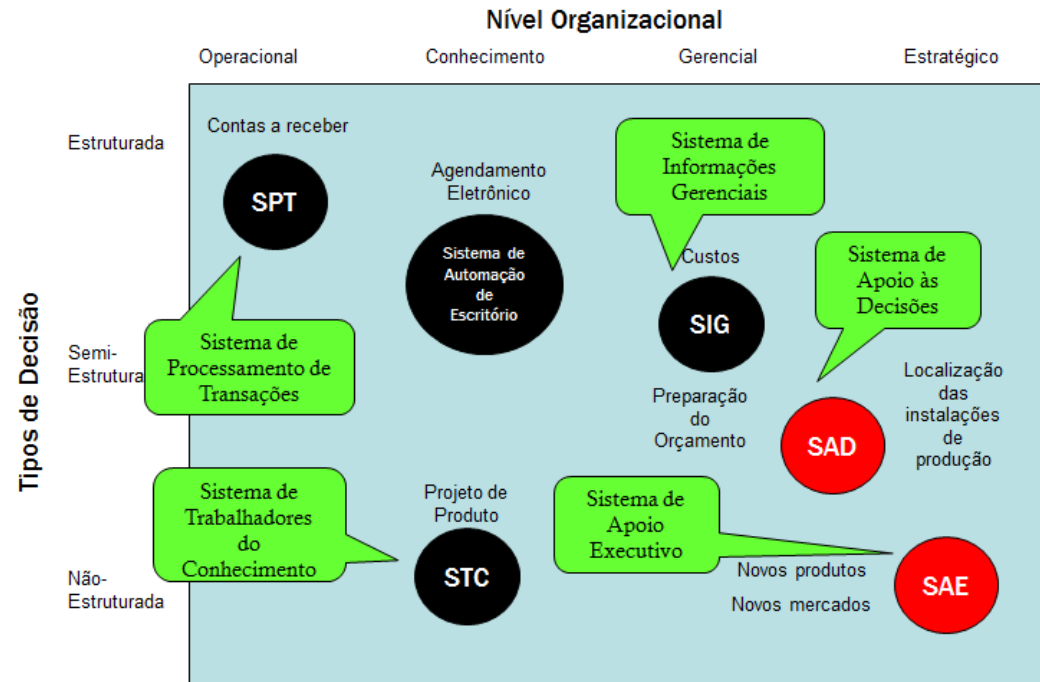 Nível Organizacional
Operacional
Conhecimento
Gerencial
Estratégico
Tipos de Decisão
Estruturada
Semi-
Estrutura
Não-
Estruturada
Contas a receber
SPT
Sistema de
Processamento de
Transações
Agendamento
Eletrônico
Sistema de
Automação
de
Escritório
Sistema de
Informações
Gerenciais
Custos
SIG
Preparação
do
Orçamento
Sistema de
Apoio às
Decisões
SAD
Localização
das
instalações
de
produção
Sistema de
Trabalhadores
do
Conhecimento
Projeto de
Produto
STC
Sistema de
Apoio
Executivo
Novos produtos
Novos mercados
SAE